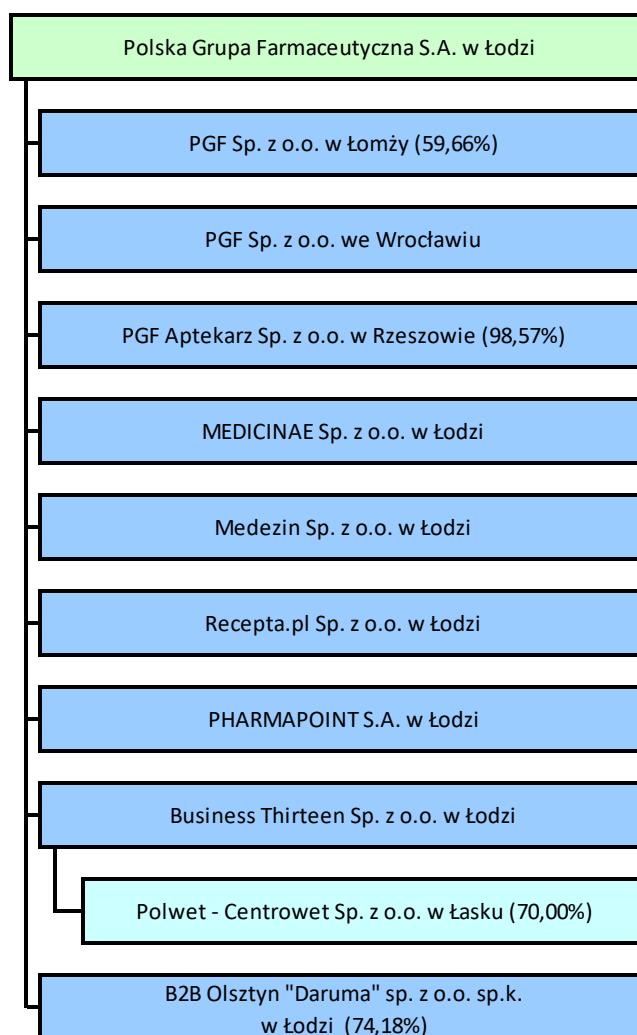 Polska Grupa Farmaceutyczna S.A. w Łodzi
PGF Sp. z o.o. w Łomży (59,66%)
PGF Sp. z o.o. we Wrocławiu
PGF Aptekarz Sp. z o.o. w Rzeszowie (98,57%)
MEDICINAE Sp. z o.o. w Łodzi
Medezin Sp. z o.o. w Łodzi
Recepta.pl Sp. z o.o. w Łodzi
PHARMAPOINT S.A. w Łodzi
Business Thirteen Sp. z o.o. w Łodzi
Polwet - Centrowet Sp. z o.o. w Łasku (70,00%)
B2B Olsztyn "Daruma" sp. z o.o. sp.k.
w Łodzi (74,18%)